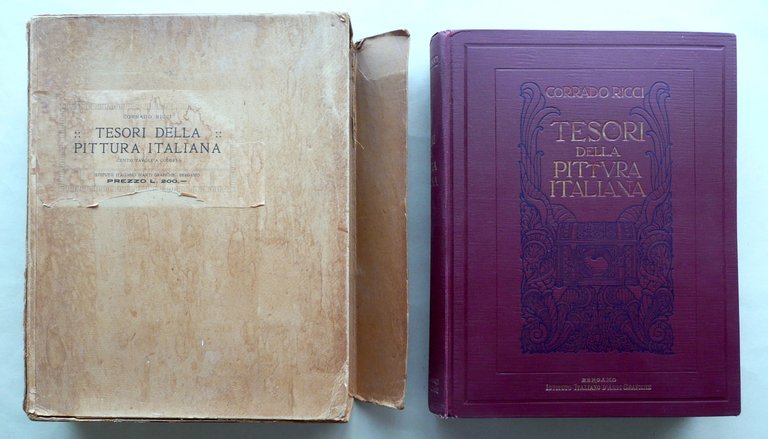 CORRADO RICCI
:: TESORI DELLA ::
PITTURA ITALIANA
CENTO TAVOLE A COLORI
ISTITUTO ITALIANO D'ARTI GRAFICHE, BERGAMO
PREZZO L. 200.—
CORRADO RICCI
TESORI
DELLA
PITTVRA
ITALIANA
BERGAMO
ISTITUTO ITALIANO D'ARTI GRAFICHE